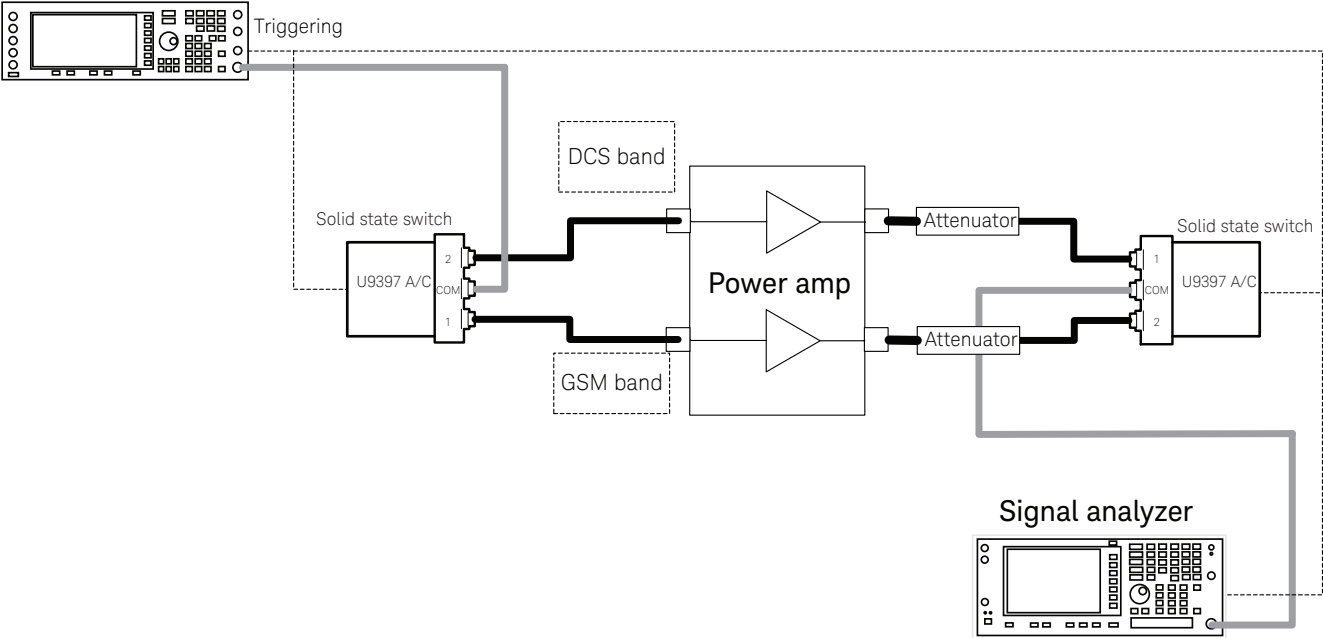 Triggering
DCS band
Solid state switch
2
U9397 A/C
COM
1
Power amp
GSM band
Attenuator
Attenuator
Solid state switch
1
COM
U9397 A/C
2
Signal analyzer